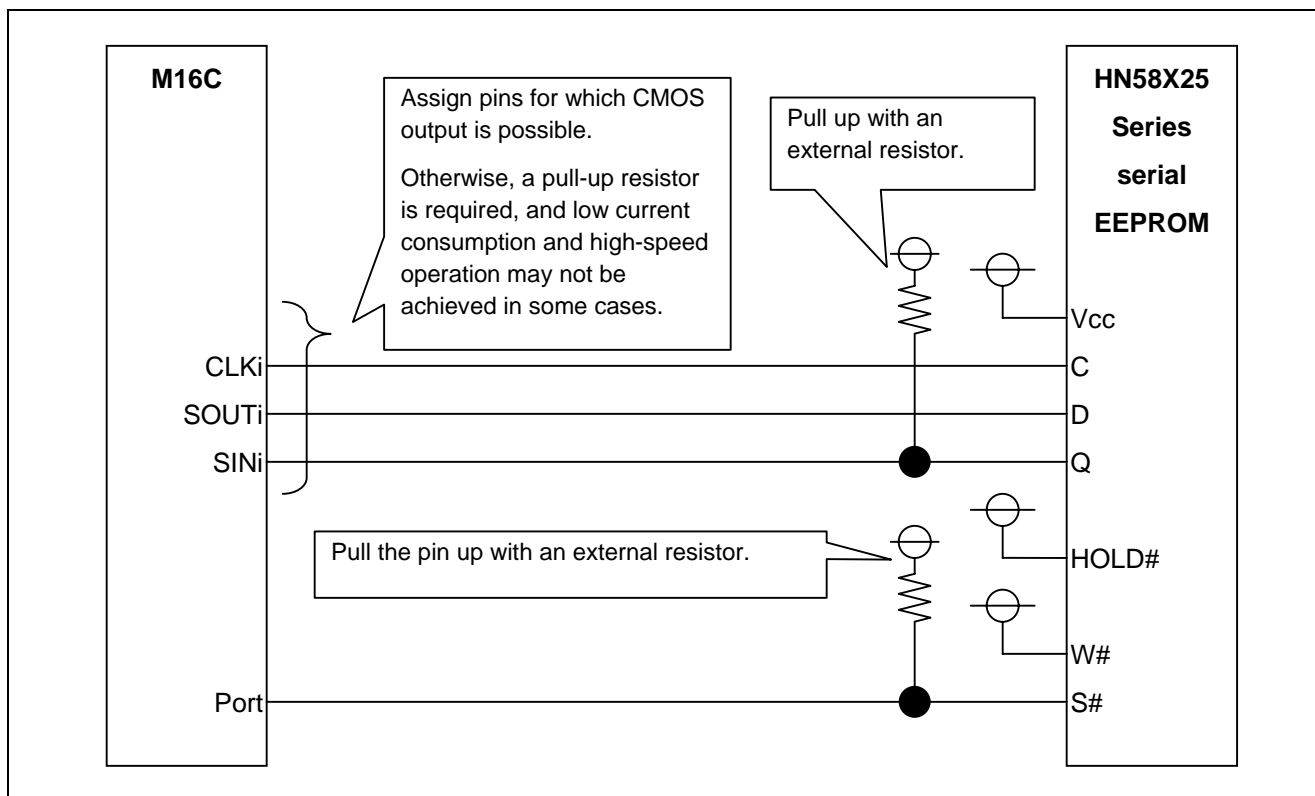 M16C
Assign pins for which CMOS
output is possible.
Otherwise, a pull-up resistor
is required, and low current
consumption and high-speed
operation may not be
achieved in some cases.
Pull up with an
external resistor.
HN58X25
Series
serial
EEPROM
Vcc
CLKi
C
SOUTi
D
SINi
Q
Pull the pin up with an external resistor.
HOLD#
W#
Port
S#